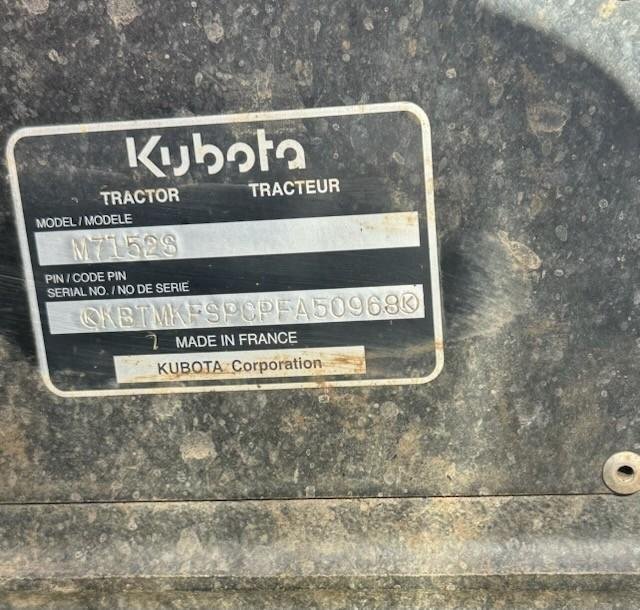 Kubota
TRACTOR TRACTEUR
MODEL / MODELE
M7152S
PIN / CODE PIN
SERIAL NO. / NO DE SERIE
KBTMKFSPCPFA50968
MADE IN FRANCE
KUBOTA Corporation